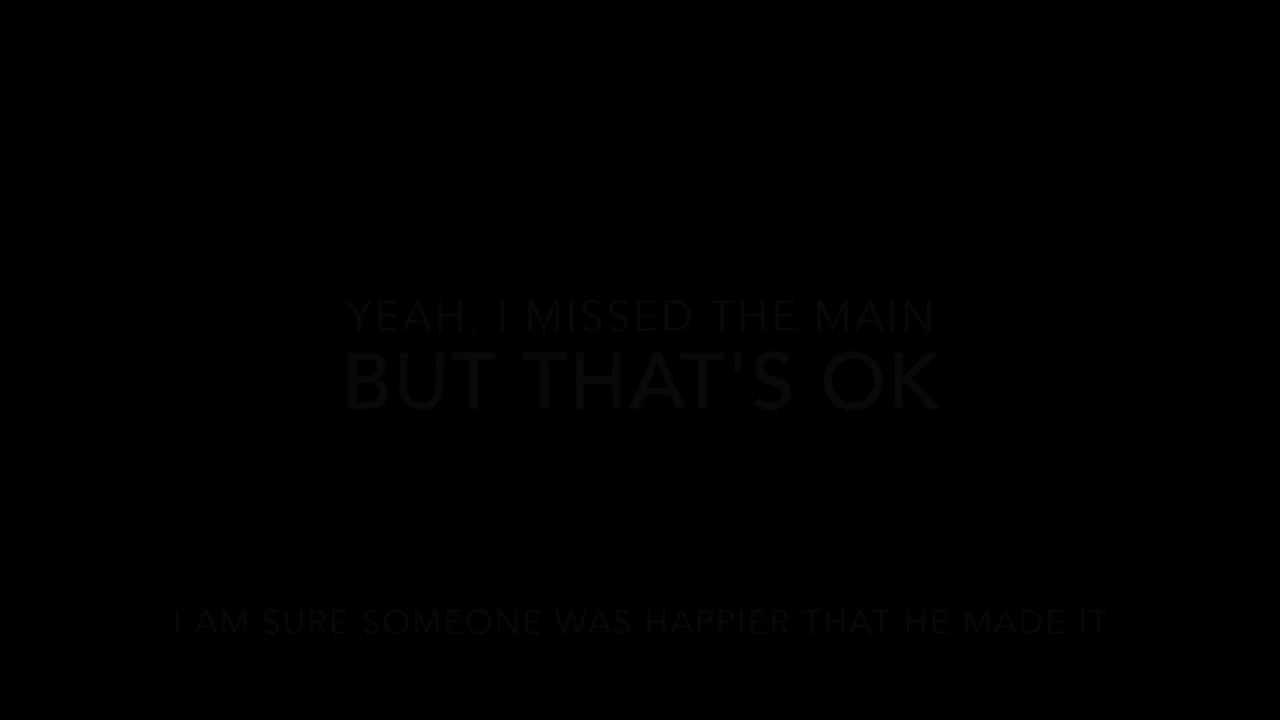 YEAH, I MISSED THE MAIN
BUT THAT'S OK
I AM SURE SOMEONE WAS HAPPIER THAT HE MADE IT